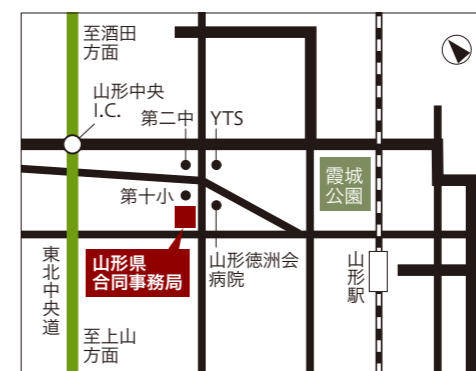 至酒田
方面
山形中央
I.C.
第二中
YTS
霞城
公園
第十小
山形県
合同事務局
山形徳洲会
病院
山形駅
東北中央道
至上山
方面